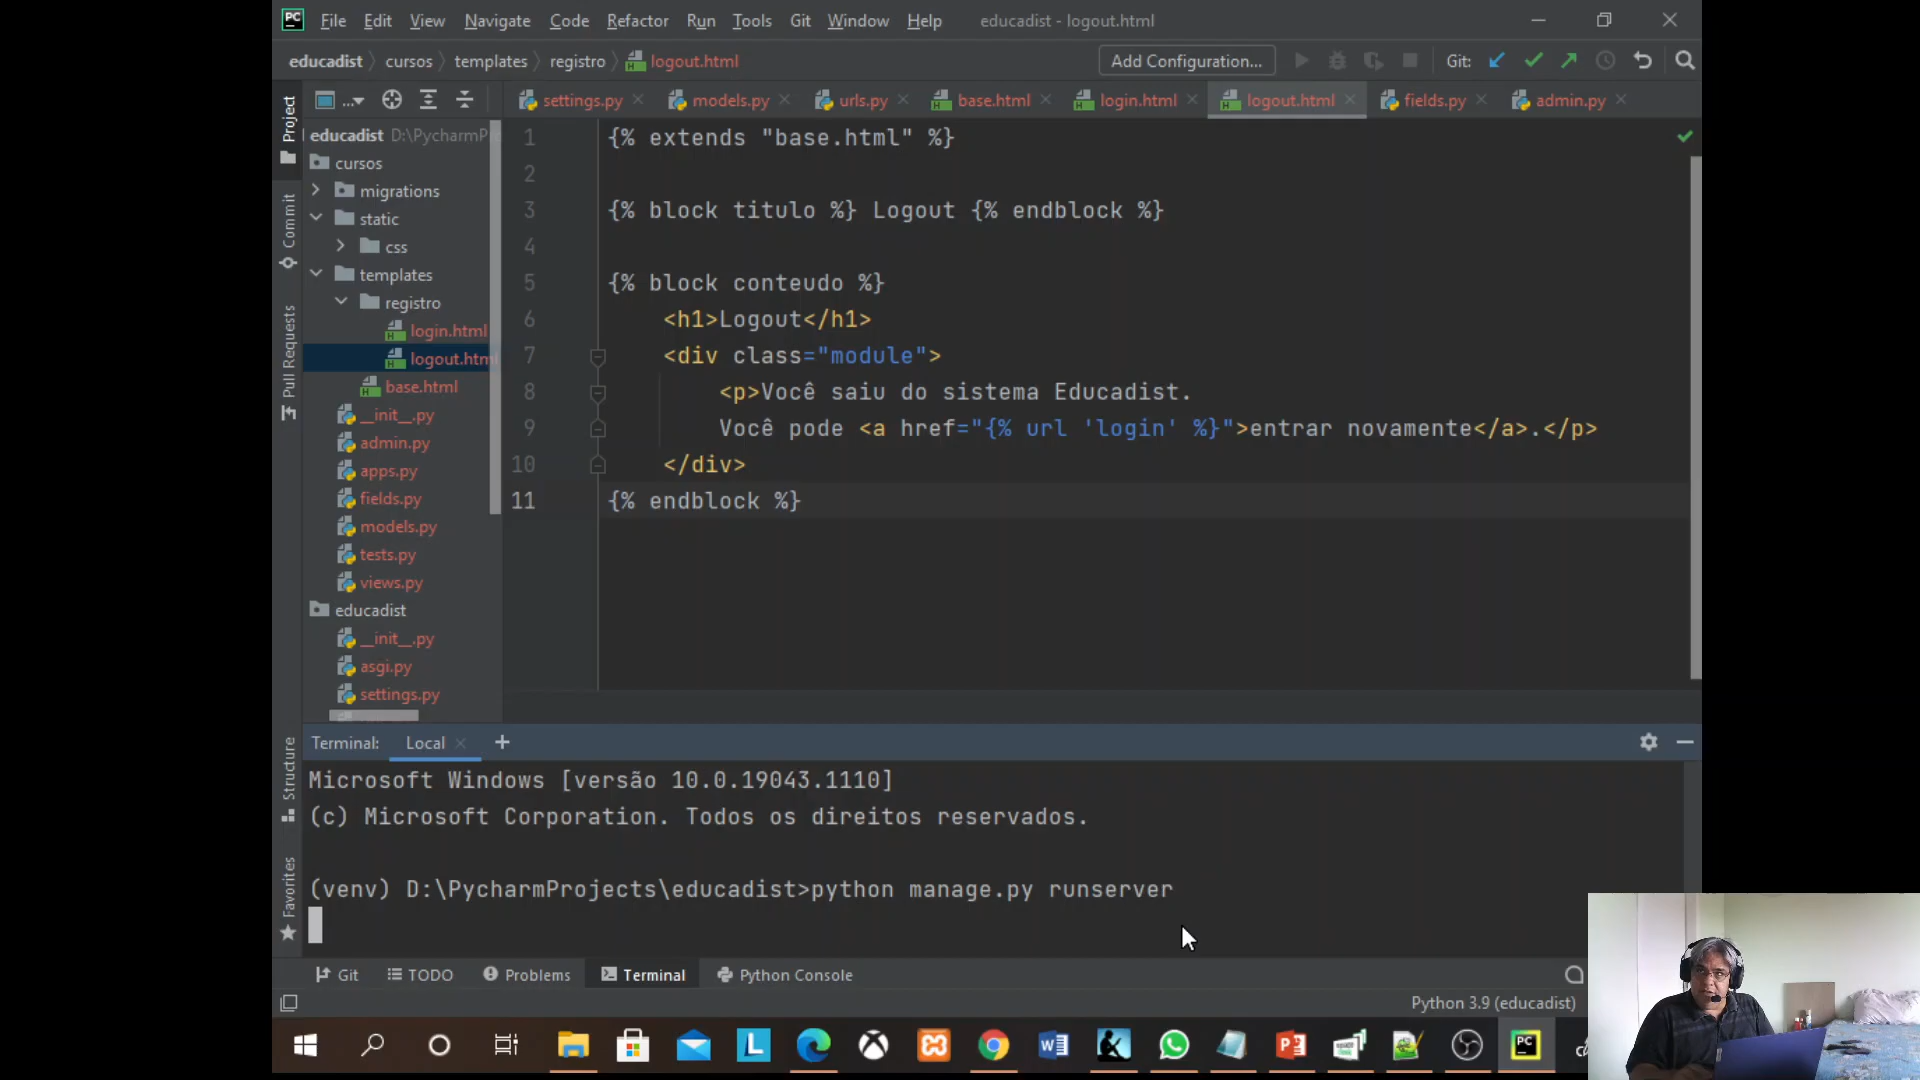 File Edit View Navigate Code Refactor Run Tools Git Window Help educadist - logout.html
educadist cursos templates registro logout.html Add Configuration... Git:
settings.py models.py urls.py base.html login.html logout.html fields.py admin.py
Project
Commit
Pull Requests
Structure
Favorites
educadist D:\PycharmPr
cursos
migrations
static
css
templates
registro
login.html
logout.htm
base.html
__init__.py
admin.py
apps.py
fields.py
models.py
tests.py
views.py
educadist
__init__.py
asgi.py
settings.py
1 {% extends "base.html" %}
2
3 {% block titulo %} Logout {% endblock %}
4
5 {% block conteudo %}
6 <h1>Logout</h1>
7 <div class="module">
8 <p>Você saiu do sistema Educadist.
9 Você pode <a href="{% url 'login' %}">entrar novamente</a>.</p>
10 </div>
11 {% endblock %}
Terminal: Local
Microsoft Windows [versão 10.0.19043.1110]
(c) Microsoft Corporation. Todos os direitos reservados.
(venv) D:\PycharmProjects\educadist>python manage.py runserver
Git TODO Problems Terminal Python Console
Python 3.9 (educadist)